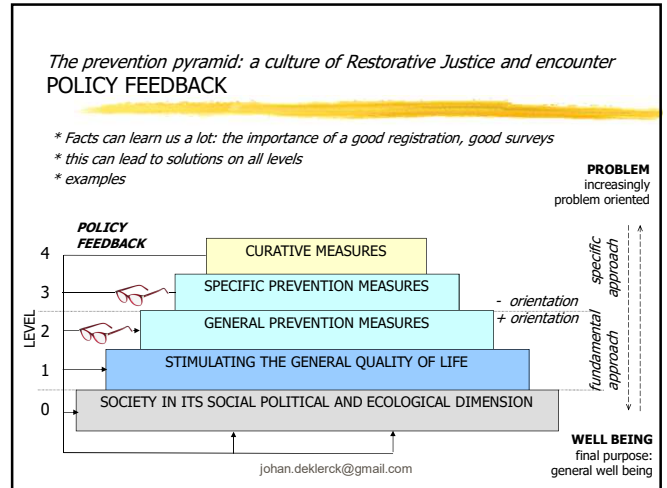 The prevention pyramid: a culture of Restorative Justice and encounter
POLICY FEEDBACK
* Facts can learn us a lot: the importance of a good registration, good surveys
* this can lead to solutions on all levels
* examples
PROBLEM
increasingly
problem oriented
POLICY
FEEDBACK
4
CURATIVE MEASURES
specific
approach
3
SPECIFIC PREVENTION MEASURES
- orientation
+ orientation
LEVEL
2
GENERAL PREVENTION MEASURES
fundamental
approach
1
STIMULATING THE GENERAL QUALITY OF LIFE
0
SOCIETY IN ITS SOCIAL POLITICAL AND ECOLOGICAL DIMENSION
WELL BEING
final purpose:
general well being
johan.deklerck@gmail.com